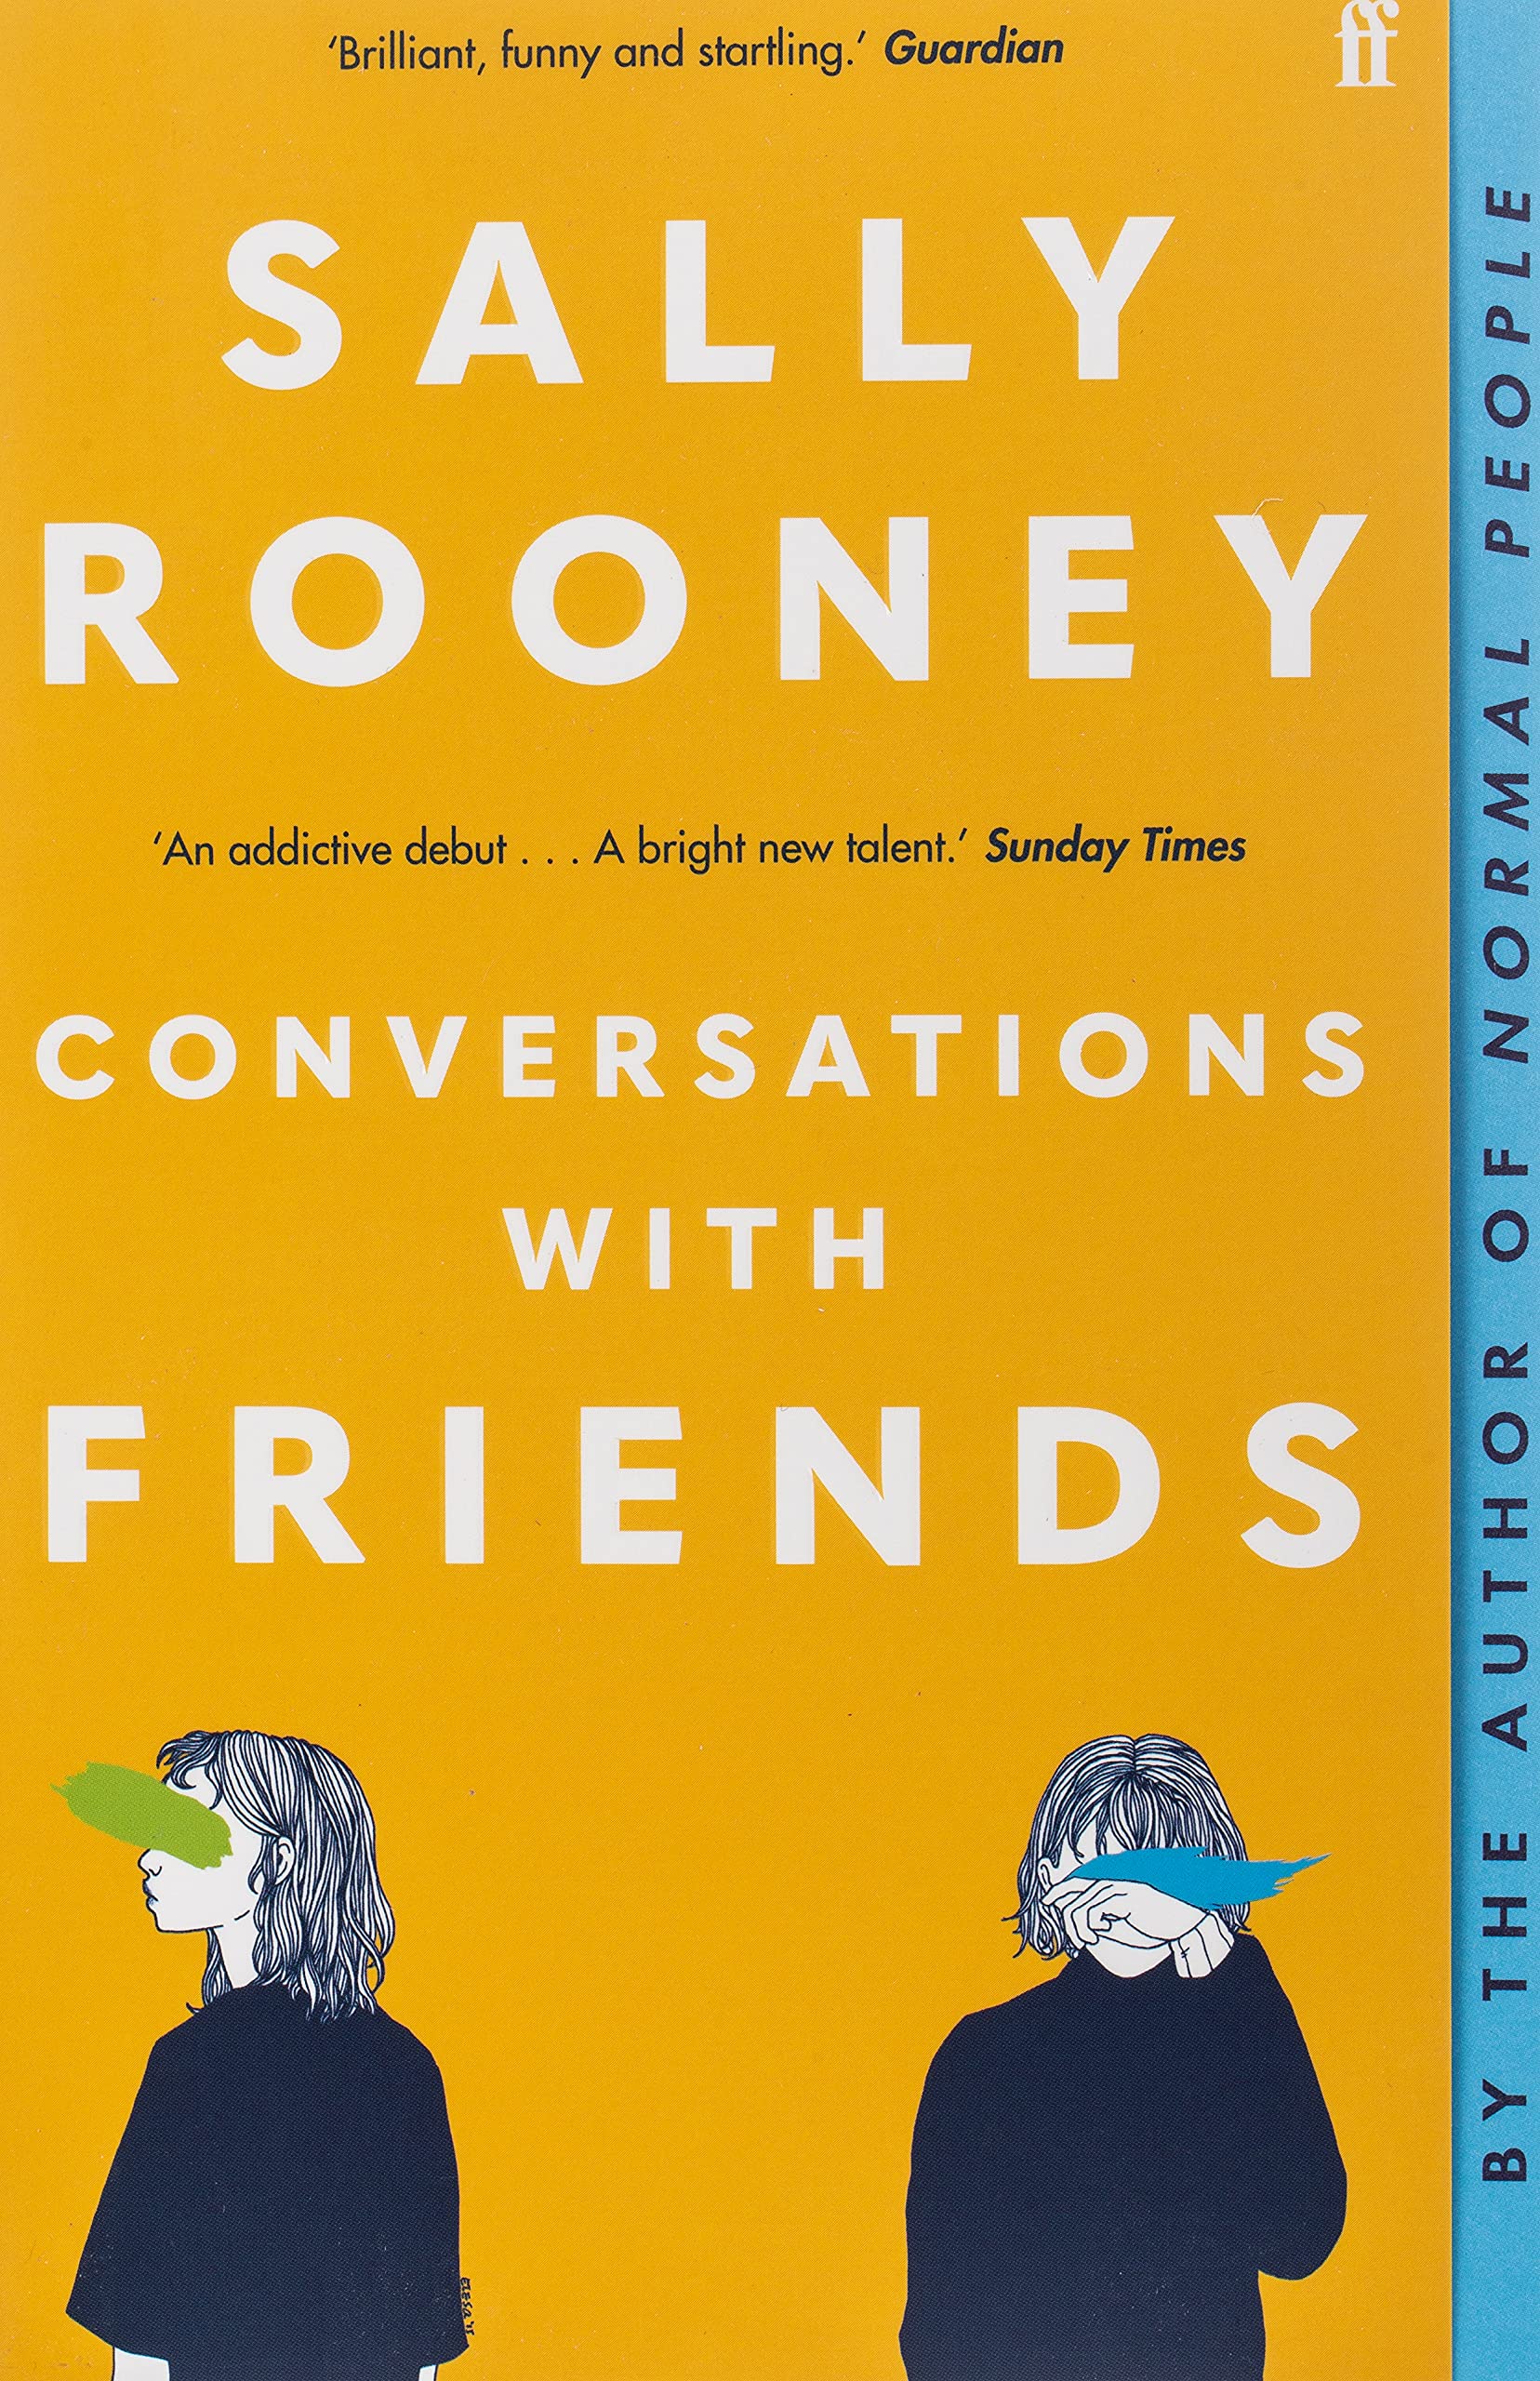 ‘Brilliant, funny and startling.’ Guardian
ff
SALLY
ROONEY
‘An addictive debut . . . A bright new talent.’ Sunday Times
CONVERSATIONS
WITH
FRIENDS
BY THE AUTHOR OF NORMAL PEOPLE